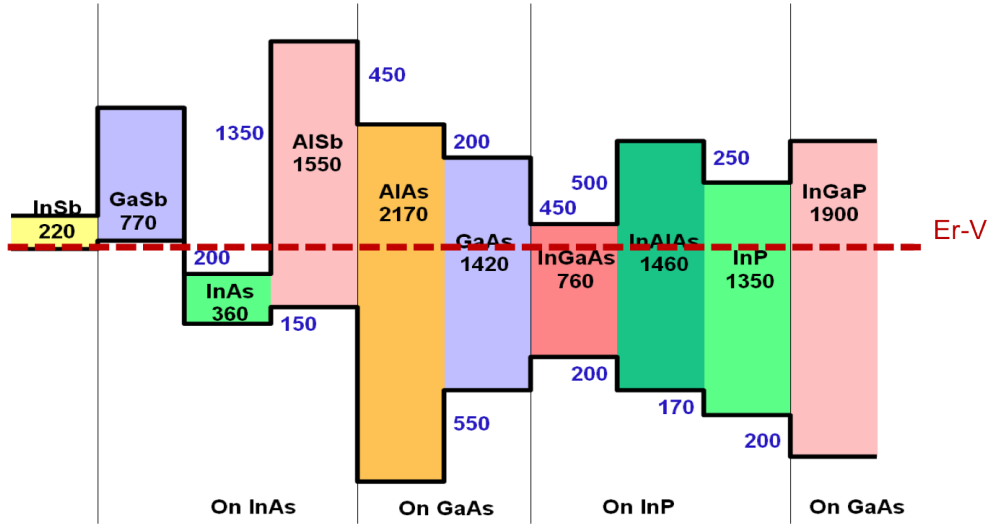 InSb
220
GaSb
770
1350
200
InAs
360
150
AlSb
1550
450
AlAs
2170
200
GaAs
1420
550
450
500
InGaAs
760
200
InAlAs
1460
170
250
InP
1350
200
InGaP
1900
Er-V
On InAs
On GaAs
On InP
On GaAs